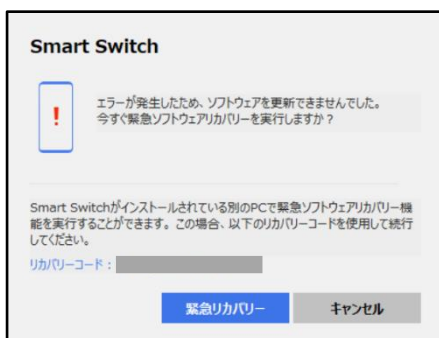 Smart Switch
!
エラーが発生したため、ソフトウェアを更新できませんでした。
今すぐ緊急ソフトウェアリカバリーを実行しますか？
Smart Switchがインストールされている別のPCで緊急ソフトウェアリカバリー機
能を実行することができます。この場合、以下のリカバリーコードを使用して続行
してください。
リカバリーコード：
緊急リカバリー
キャンセル